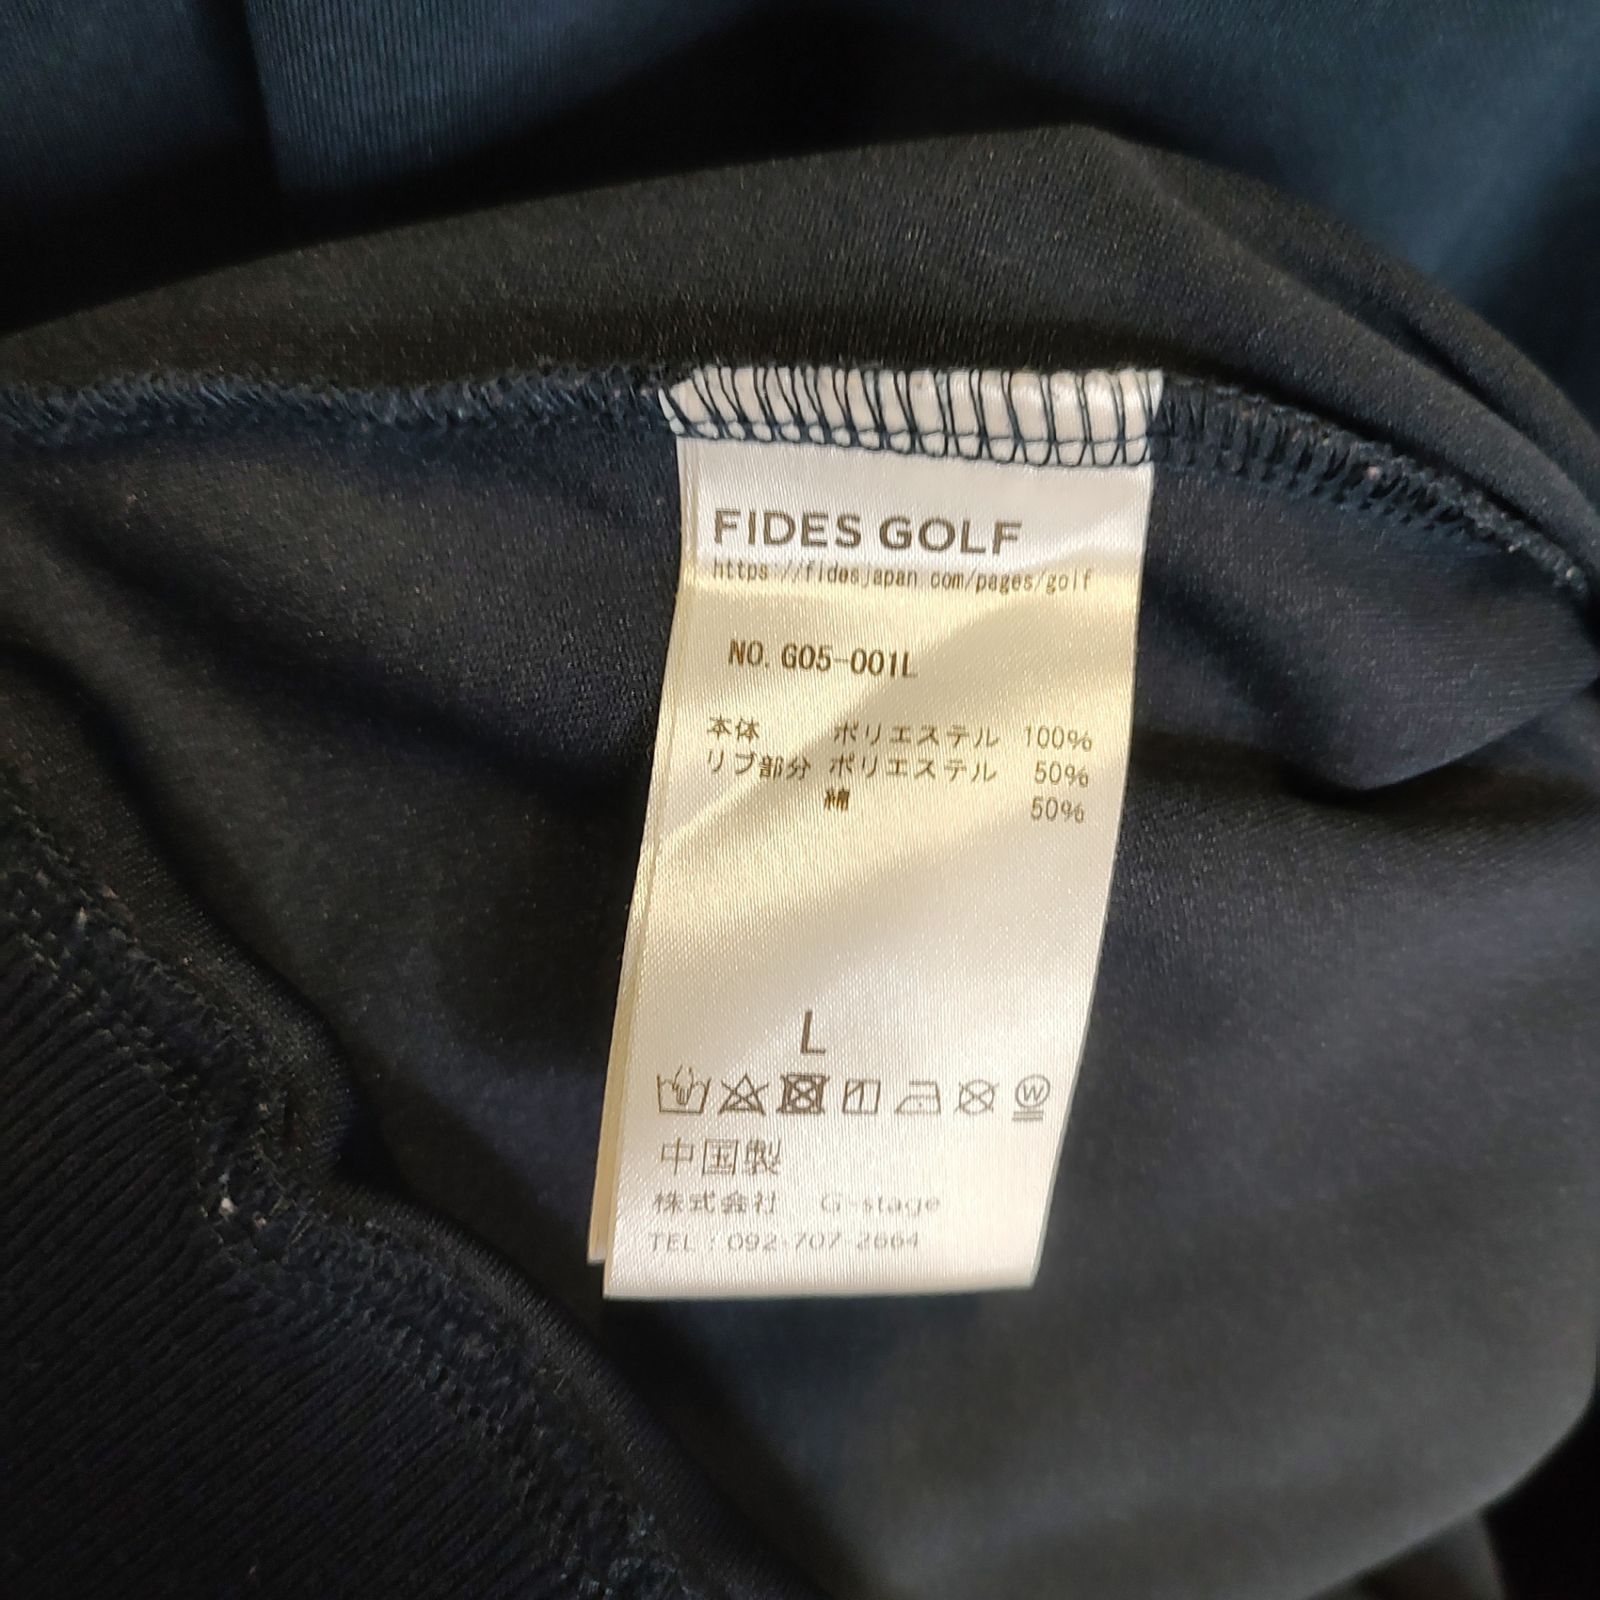 FIDES GOLF
https://fidesjapan.com/pages/golf
NO. G05-001L
本体 ポリエステル 100%
リブ部分 ポリエステル 50%
綿 50%
L
W
中国製
株式会社 G-stage
TEL : 092-707-2664